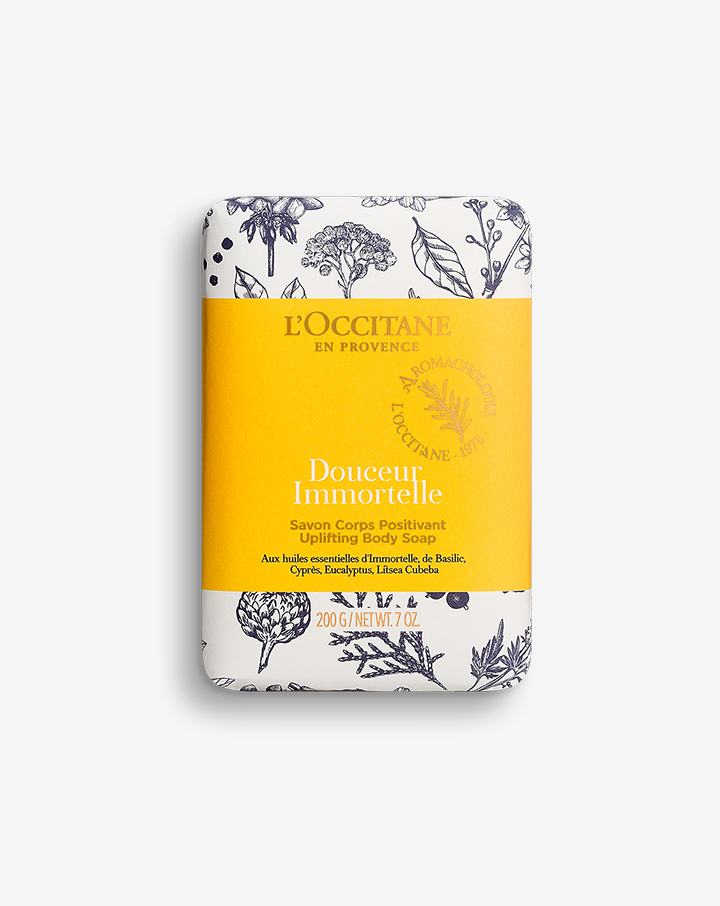 L'OCCITANE
EN PROVENCE
AROMACHOLOGIE
L'OCCITANE · 1976
Douceur
Immortelle
Savon Corps Positivant
Uplifting Body Soap
Aux huiles essentielles d'Immortelle, de Basilic,
Cyprès, Eucalyptus, Litsea Cubeba
200 G / NET WT. 7 OZ.